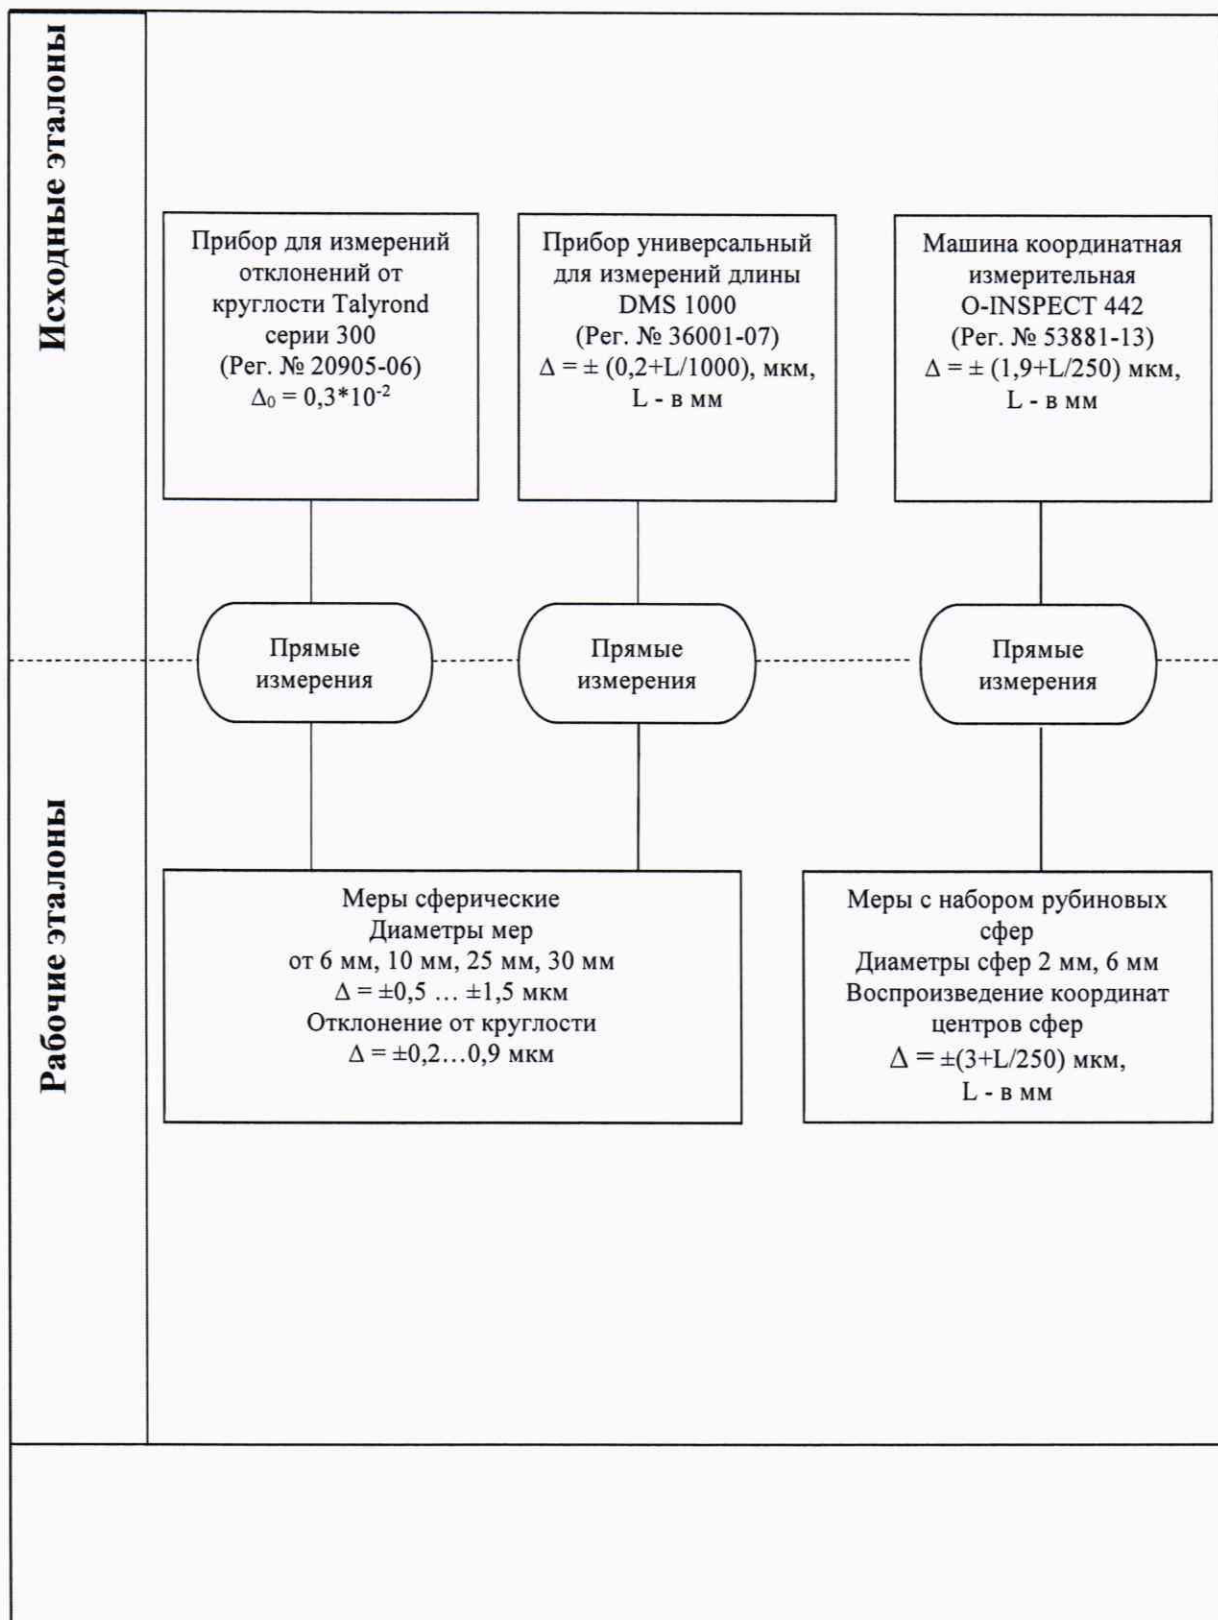 Исходные эталоны
Прибор для измерений
отклонений от
круглости Talyrond
серии 300
(Рег. № 20905-06)
Δ₀ = 0,3*10⁻²
Прибор универсальный
для измерений длины
DMS 1000
(Рег. № 36001-07)
Δ = ± (0,2+L/1000), мкм,
L - в мм
Машина координатная
измерительная
O-INSPECT 442
(Рег. № 53881-13)
Δ = ± (1,9+L/250) мкм,
L - в мм
Прямые
измерения
Прямые
измерения
Прямые
измерения
Рабочие эталоны
Меры сферические
Диаметры мер
от 6 мм, 10 мм, 25 мм, 30 мм
Δ = ±0,5 … ±1,5 мкм
Отклонение от круглости
Δ = ±0,2…0,9 мкм
Меры с набором рубиновых
сфер
Диаметры сфер 2 мм, 6 мм
Воспроизведение координат
центров сфер
Δ = ±(3+L/250) мкм,
L - в мм